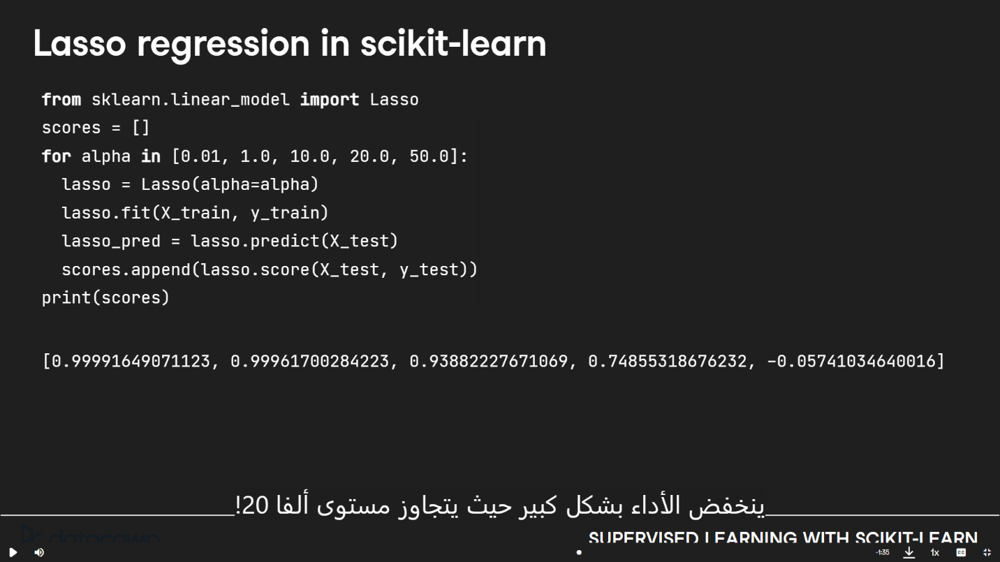 Lasso regression in scikit-learn
from sklearn.linear_model import Lasso
scores = []
for alpha in [0.01, 1.0, 10.0, 20.0, 50.0]:
  lasso = Lasso(alpha=alpha)
  lasso.fit(X_train, y_train)
  lasso_pred = lasso.predict(X_test)
  scores.append(lasso.score(X_test, y_test))
print(scores)
[0.99991649071123, 0.99961700284223, 0.93882227671069, 0.74855318676232, -0.05741034640016]
ينخفض الأداء بشكل كبير حيث يتجاوز مستوى ألفا 20!
datacamp
SUPERVISED LEARNING WITH SCIKIT-LEARN
-1:35
1x
CC